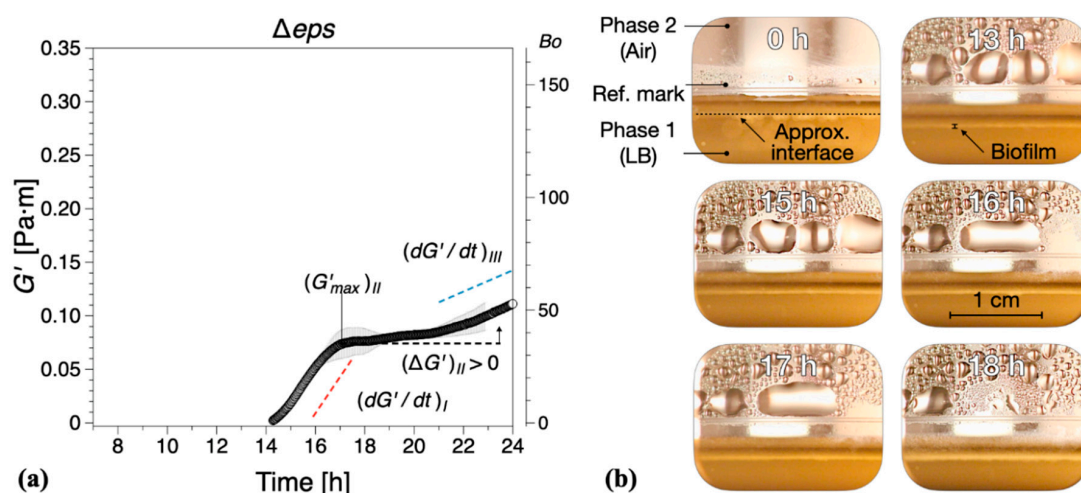 Δeps
Bo
0.35
0.30
0.25
0.20
0.15
0.10
0.05
0
G' [Pa·m]
150
100
50
0
(dG'/dt)III
(G'max)II
(ΔG')II > 0
(dG'/dt)I
8 10 12 14 16 18 20 22 24
Time [h]
(a)
Phase 2
(Air)
Ref. mark
Phase 1
(LB)
0 h
Approx.
interface
13 h
Biofilm
15 h
16 h
1 cm
17 h
18 h
(b)